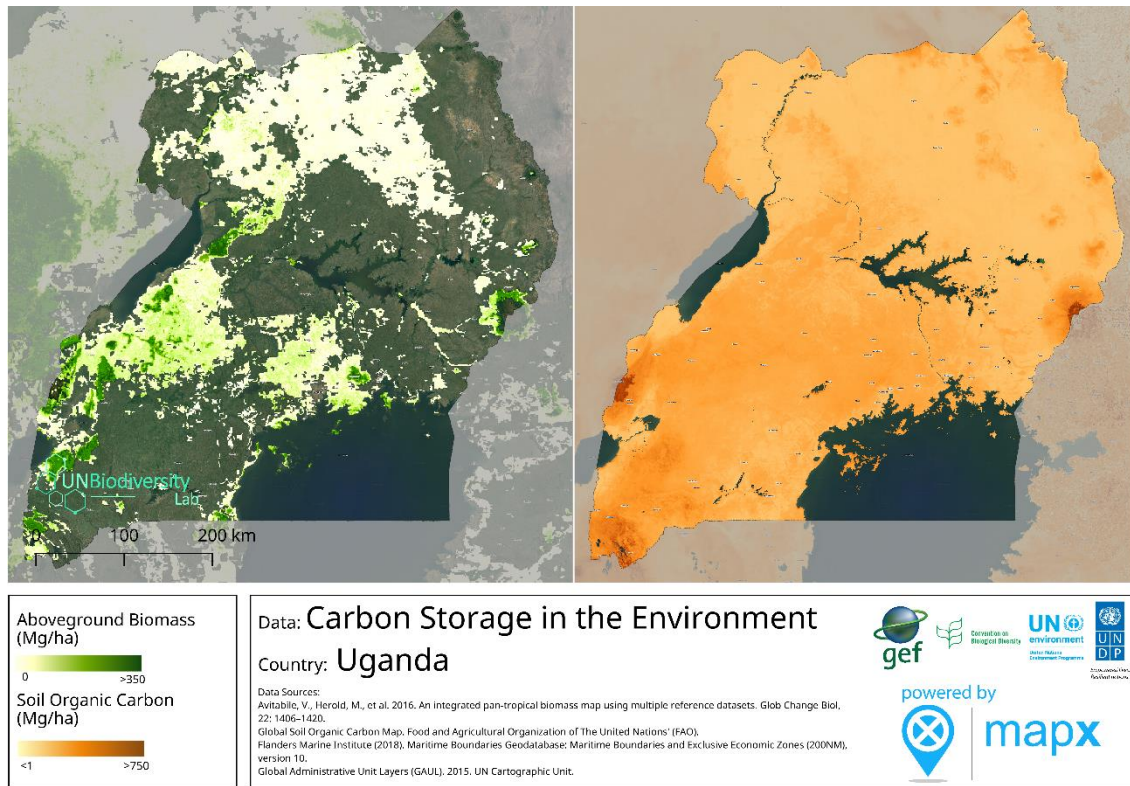 UNBiodiversity
Lab
0 100 200 km
Aboveground Biomass
(Mg/ha)
0 >350
Soil Organic Carbon
(Mg/ha)
<1 >750
Data: Carbon Storage in the Environment
Country: Uganda
Data Sources:
Avitabile, V., Herold, M., et al. 2016. An integrated pan-tropical biomass map using multiple reference datasets. Glob Change Biol,
22: 1406–1420.
Global Soil Organic Carbon Map. Food and Agricultural Organization of The United Nations' (FAO).
Flanders Marine Institute (2018). Maritime Boundaries Geodatabase: Maritime Boundaries and Exclusive Economic Zones (200NM),
version 10.
Global Administrative Unit Layers (GAUL). 2015. UN Cartographic Unit.
gef
Convention on
Biological Diversity
UN
environment
United Nations
Environment Programme
U N
D P
powered by
mapx